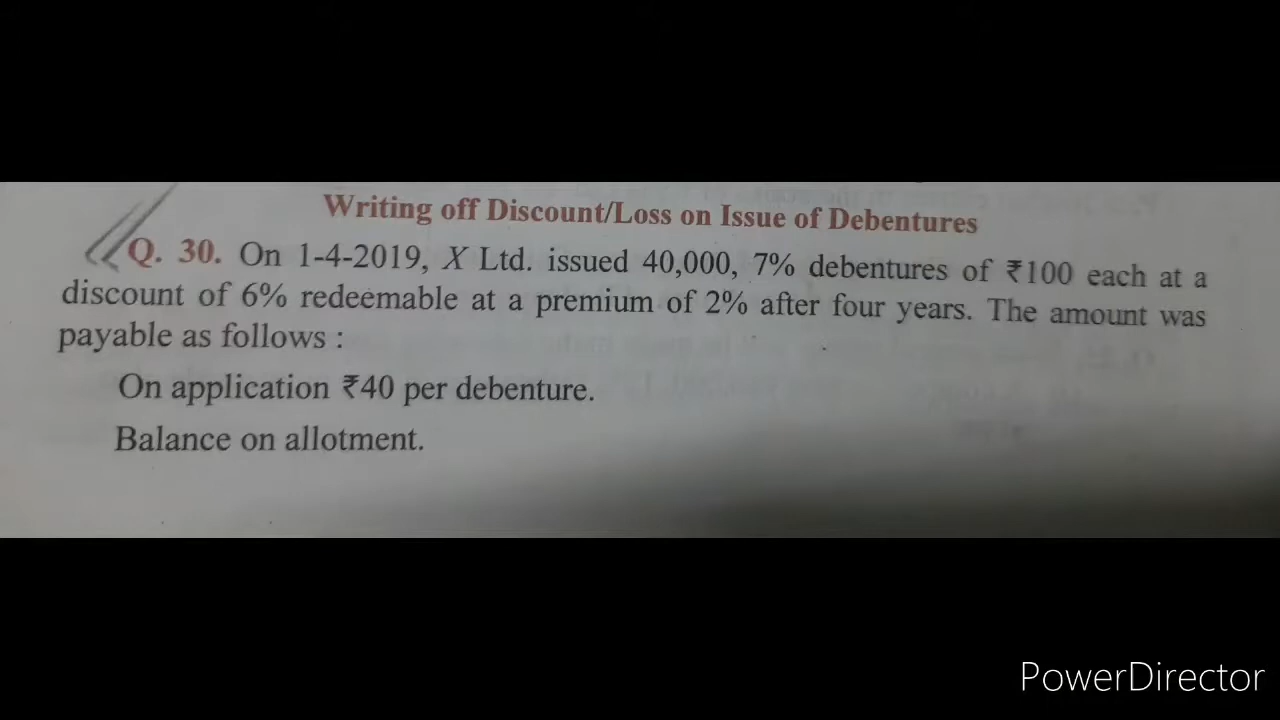 Writing off Discount/Loss on Issue of Debentures
Q. 30. On 1-4-2019, X Ltd. issued 40,000, 7% debentures of ₹100 each at a
discount of 6% redeemable at a premium of 2% after four years. The amount was
payable as follows :
On application ₹40 per debenture.
Balance on allotment.
PowerDirector